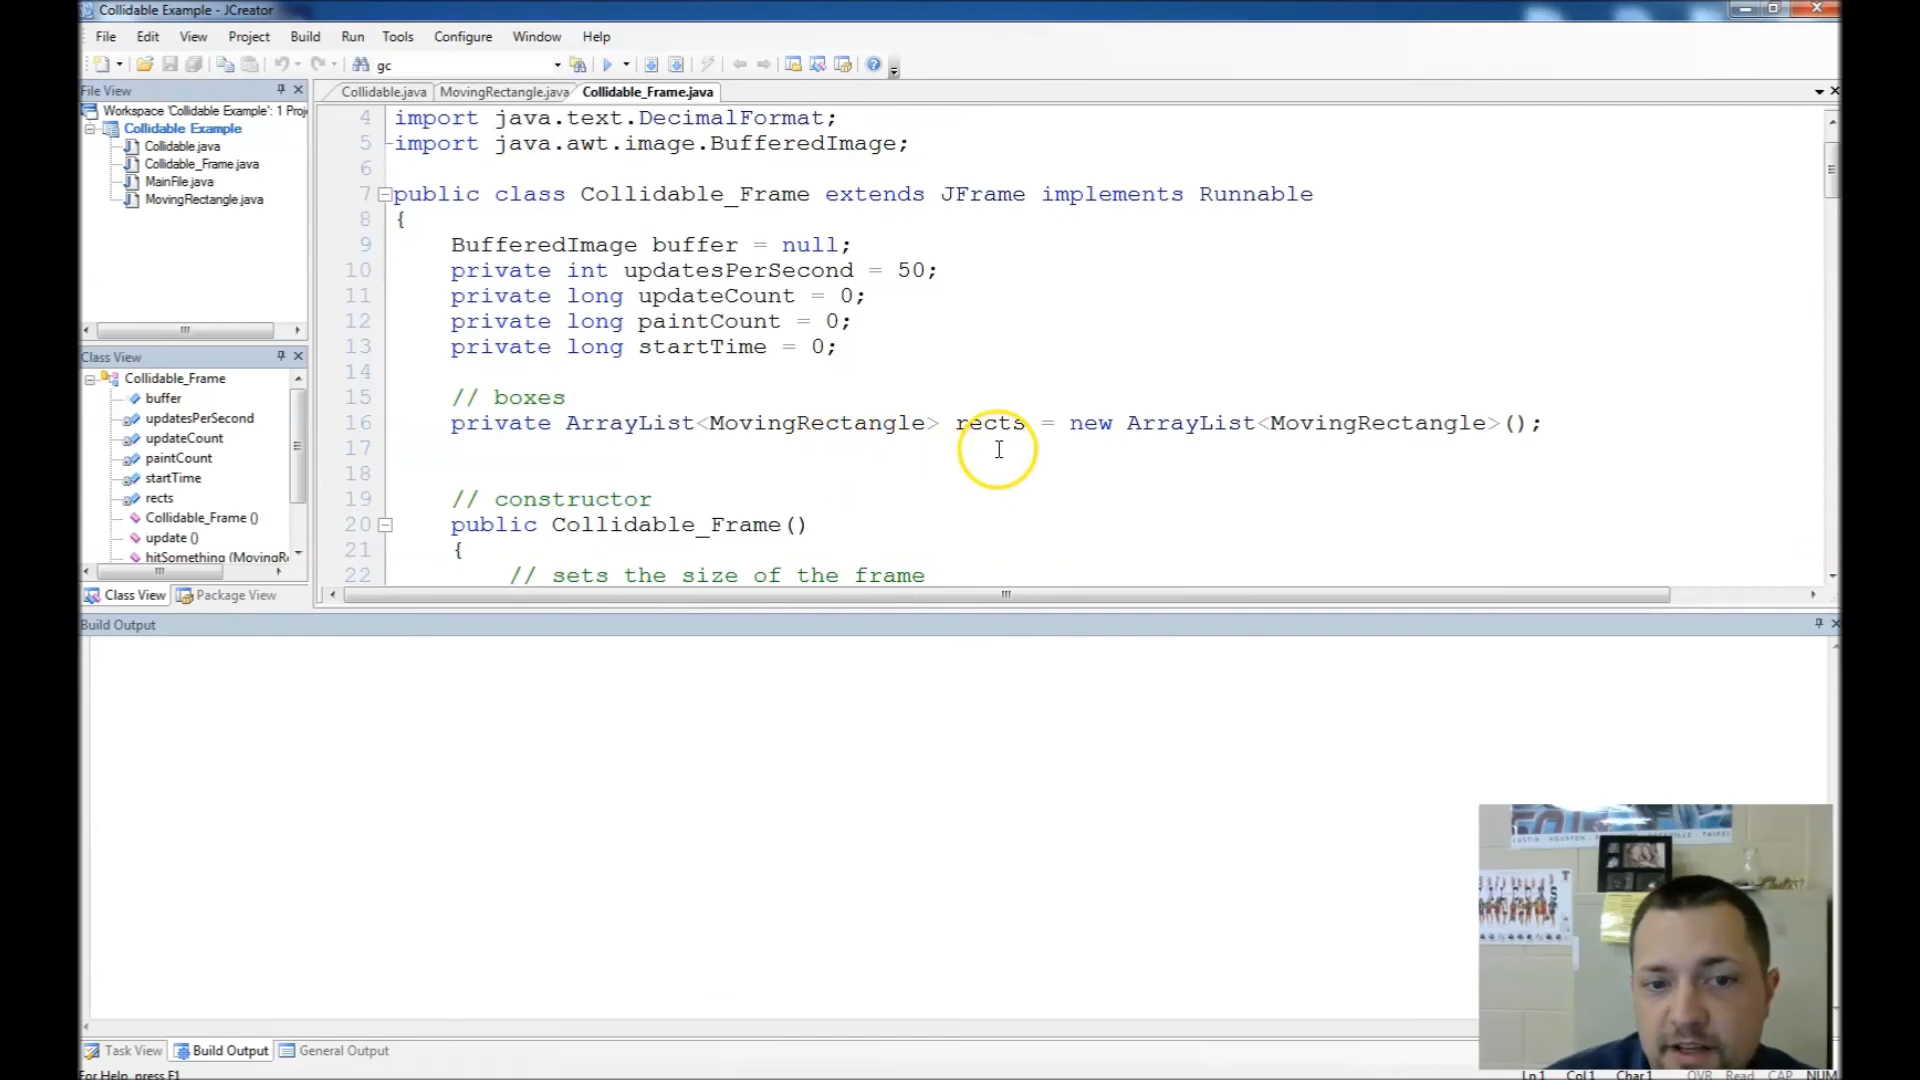 Collidable Example - JCreator
File Edit View Project Build Run Tools Configure Window Help
gc
File View
Workspace 'Collidable Example': 1 Proj
Collidable Example
Collidable.java
Collidable_Frame.java
MainFile.java
MovingRectangle.java
Class View
Collidable_Frame
buffer
updatesPerSecond
updateCount
paintCount
startTime
rects
Collidable_Frame ()
update ()
hitSomething (MovingR
Class View Package View
Collidable.java MovingRectangle.java Collidable_Frame.java
4 import java.text.DecimalFormat;
5 import java.awt.image.BufferedImage;
6
7 public class Collidable_Frame extends JFrame implements Runnable
8 {
9 BufferedImage buffer = null;
10 private int updatesPerSecond = 50;
11 private long updateCount = 0;
12 private long paintCount = 0;
13 private long startTime = 0;
14
15 // boxes
16 private ArrayList<MovingRectangle> rects = new ArrayList<MovingRectangle>();
17
18
19 // constructor
20 public Collidable_Frame()
21 {
22 // sets the size of the frame
Build Output
Task View Build Output General Output
For Help, press F1
Ln 1 Col 1 Char 1 OVR Read CAP NUM